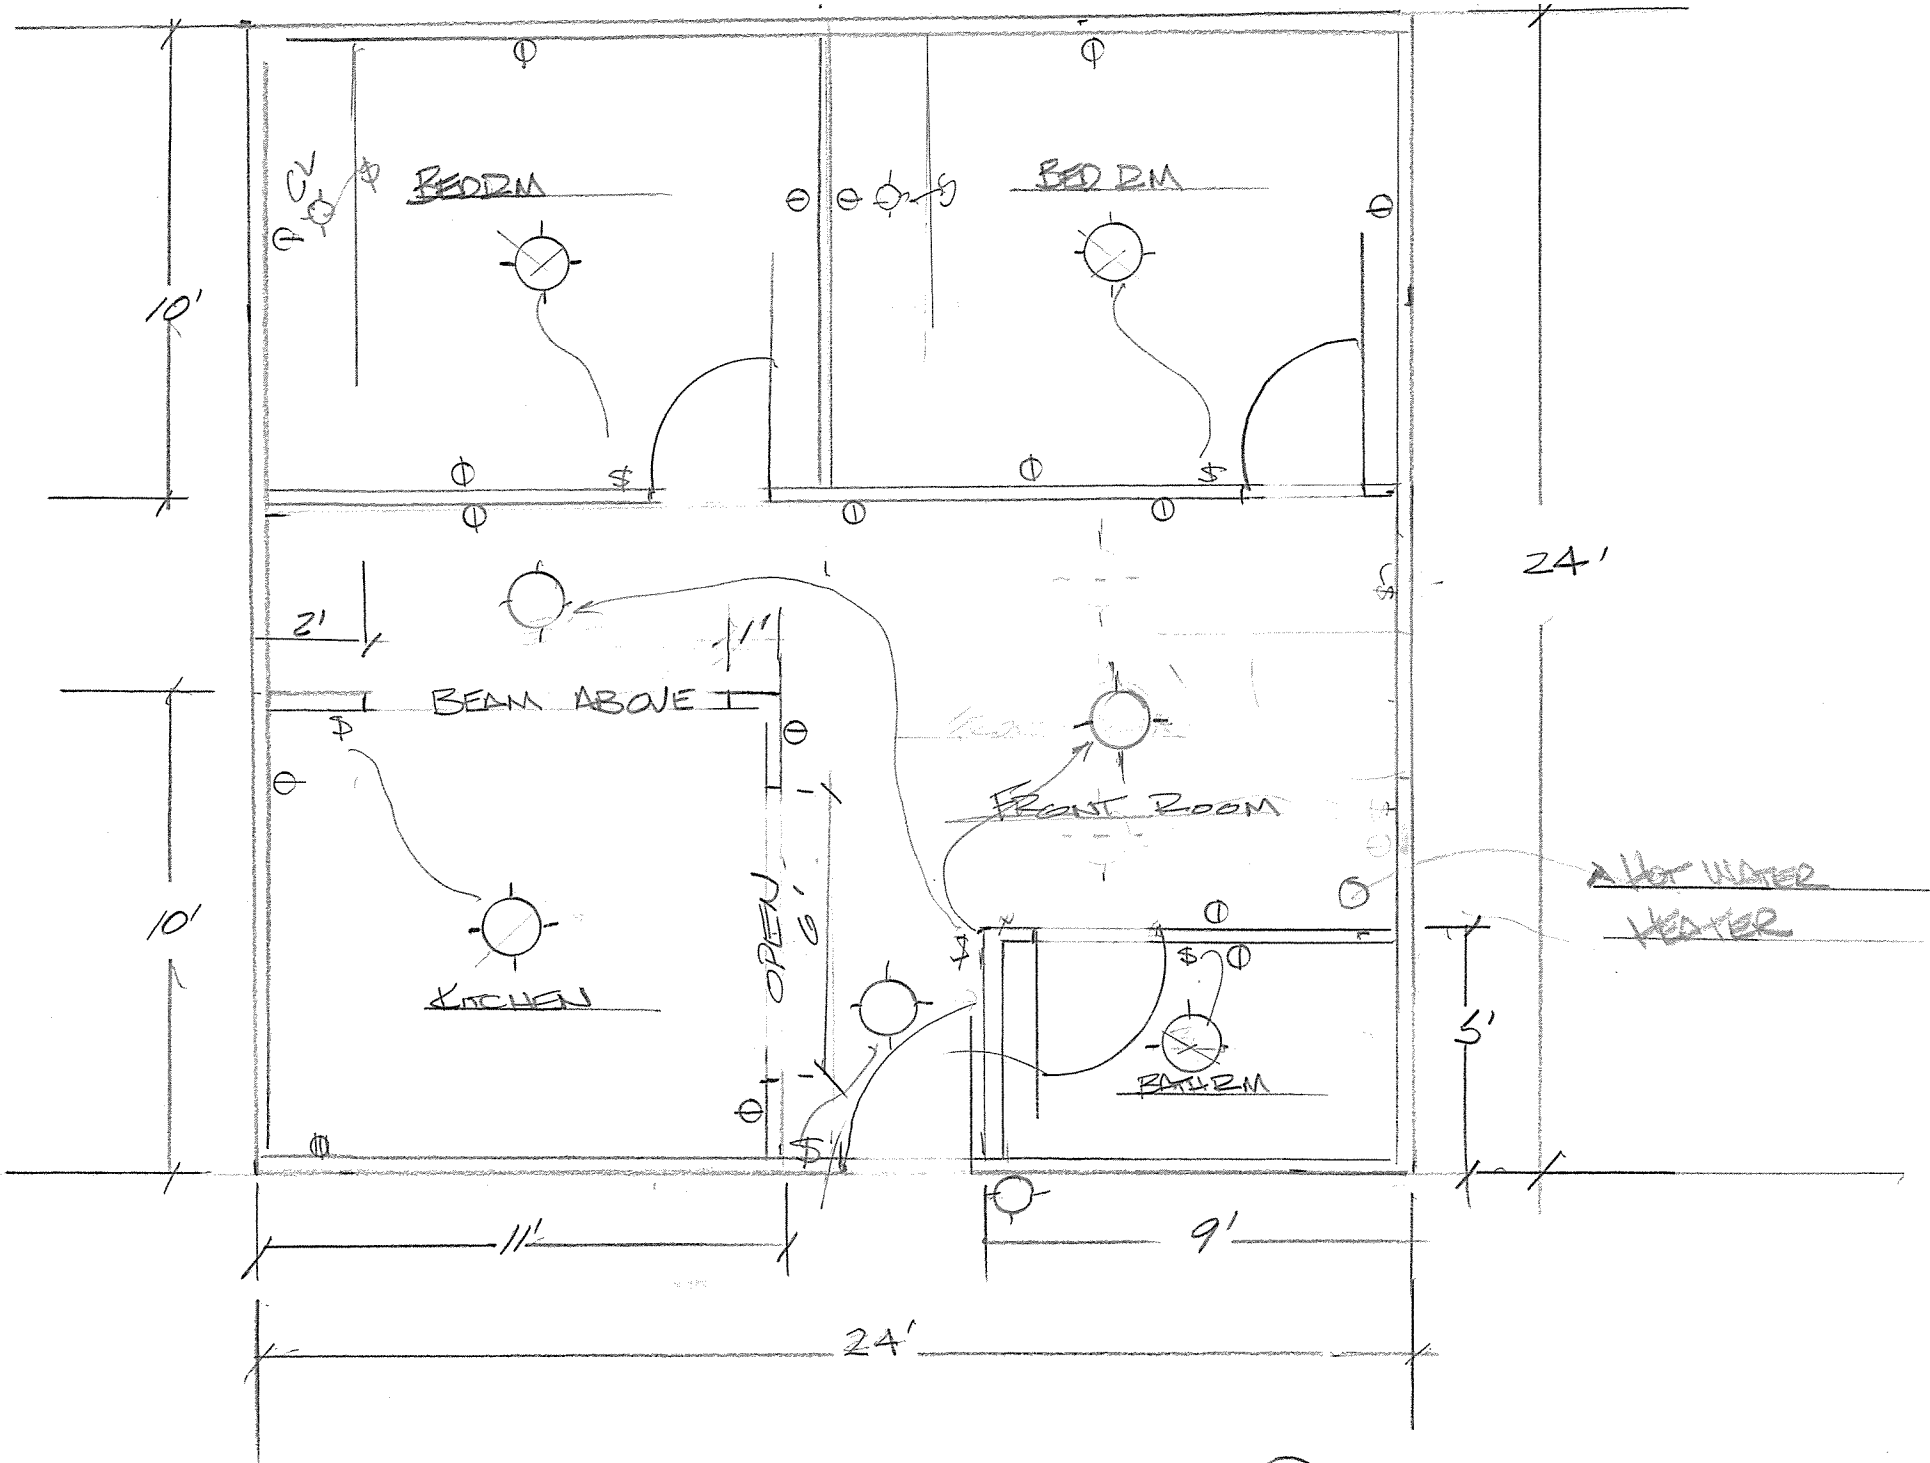 CL
BEDRM
BED RM
10'
24'
2'
1'
BEAM ABOVE
FRONT ROOM
HOT WATER
HEATER
10'
OPEN
6'
KITCHEN
5'
BATHRM
11'
9'
24'